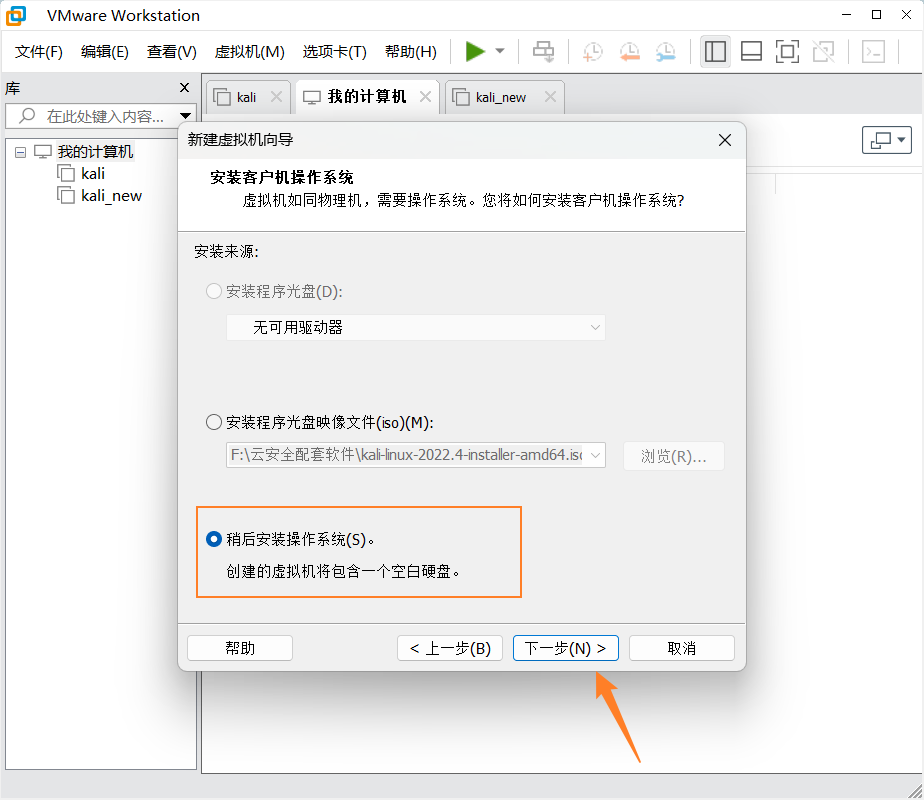 VMware Workstation
文件(F) 编辑(E) 查看(V) 虚拟机(M) 选项卡(T) 帮助(H)
库
kali
我的计算机
kali_new
在此处键入内容...
我的计算机
kali
kali_new
新建虚拟机向导
安装客户机操作系统
虚拟机如同物理机，需要操作系统。您将如何安装客户机操作系统?
安装来源:
安装程序光盘(D):
无可用驱动器
安装程序光盘映像文件(iso)(M):
F:\云安全配套软件\kali-linux-2022.4-installer-amd64.iso
浏览(R)...
稍后安装操作系统(S)。
创建的虚拟机将包含一个空白硬盘。
帮助
< 上一步(B)
下一步(N) >
取消